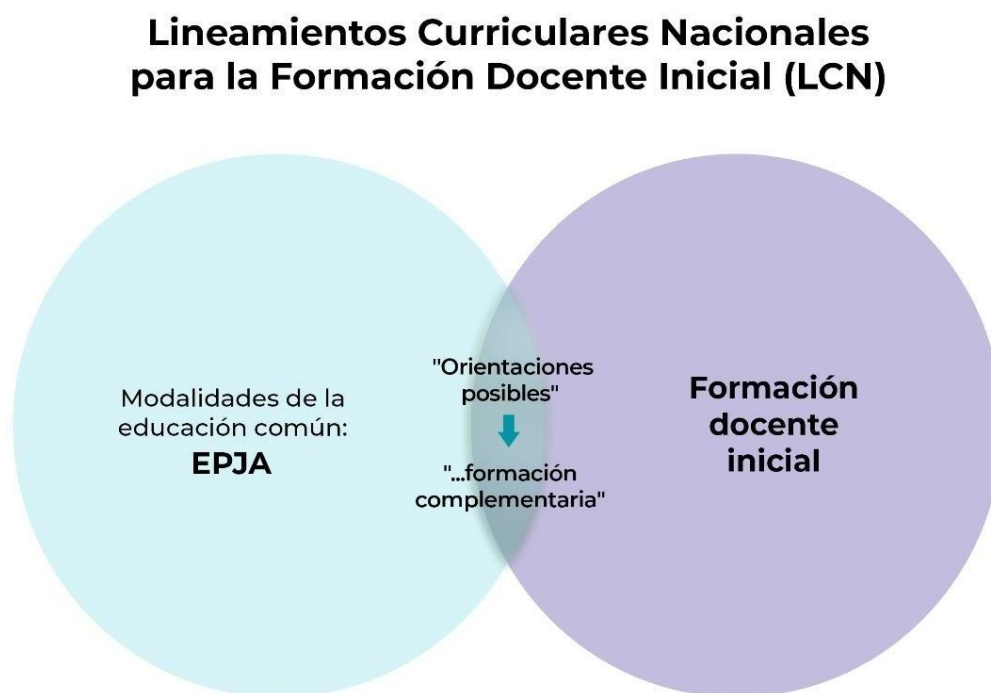 Lineamientos Curriculares Nacionales
para la Formación Docente Inicial (LCN)
Modalidades de la
educación común:
EPJA
"Orientaciones
posibles"
"...formación
complementaria"
Formación
docente
inicial